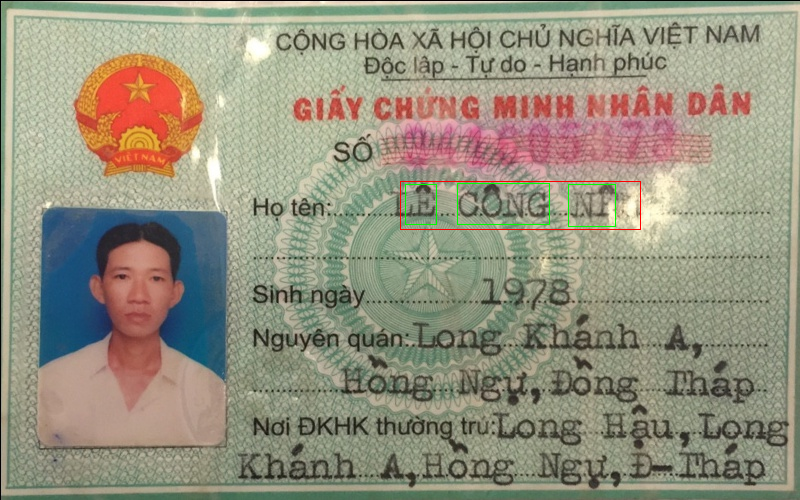 CỘNG HÒA XÃ HỘI CHỦ NGHĨA VIỆT NAM
Độc lập - Tự do - Hạnh phúc
GIẤY CHỨNG MINH NHÂN DÂN
SỐ
VIỆT NAM
Họ tên: LÊ CÔNG
Sinh ngày 1978
Nguyên quán: Long Khánh A,
Hồng Ngự, Đồng Tháp
Nơi ĐKHK thường trú: Long Hậu, Long
Khánh A, Hồng Ngự, Đ-Tháp